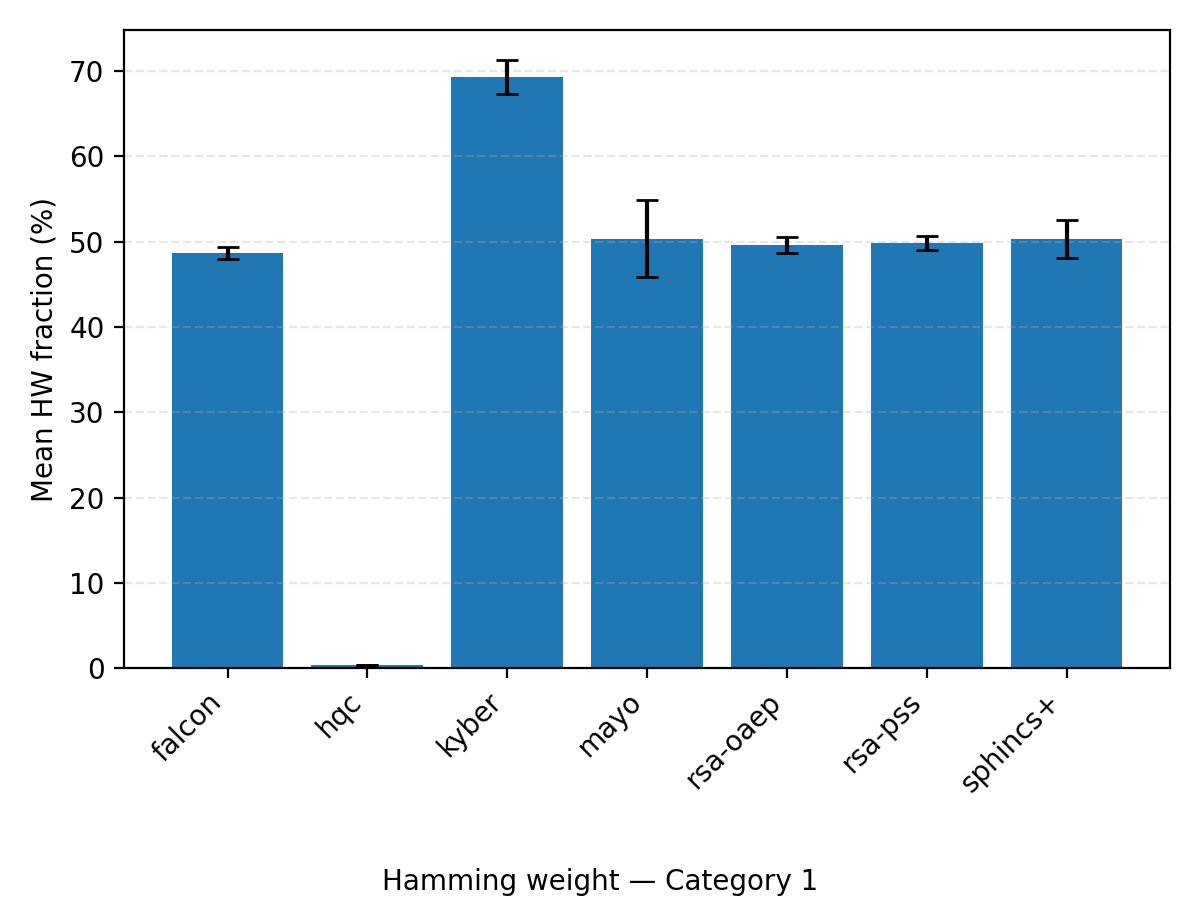 70
60
50
40
30
20
10
0
Mean HW fraction (%)
falcon
hqc
kyber
mayo
rsa-oaep
rsa-pss
sphincs+
Hamming weight — Category 1